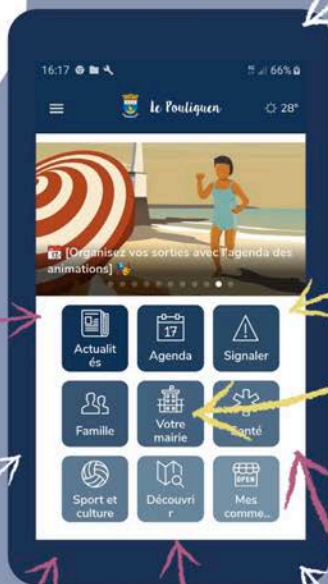 16:17 66%
Le Pouliguen 28°
[Organisez vos sorties avec l'agenda des
animations]
17
OPEN
Actualit
és
Agenda
Signaler
Famille
Votre
mairie
Santé
Sport et
culture
Découvri
r
Mes
comme...